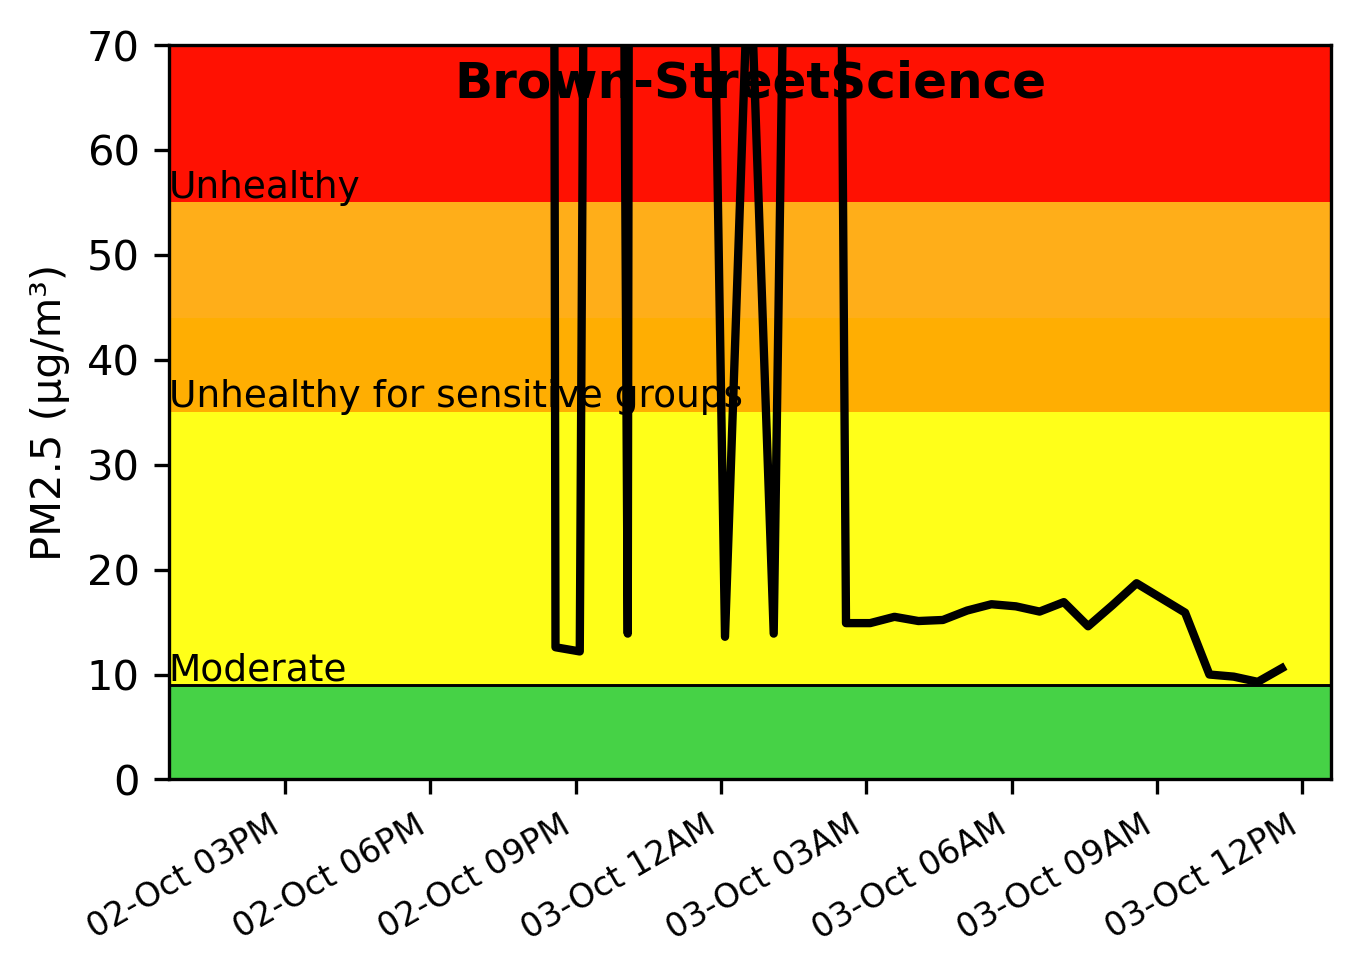 Brown-StreetScience
70
60
Unhealthy
50
40
Unhealthy for sensitive groups
30
20
Moderate
10
0
PM2.5 (µg/m³)
02-Oct 03PM
02-Oct 06PM
02-Oct 09PM
03-Oct 12AM
03-Oct 03AM
03-Oct 06AM
03-Oct 09AM
03-Oct 12PM